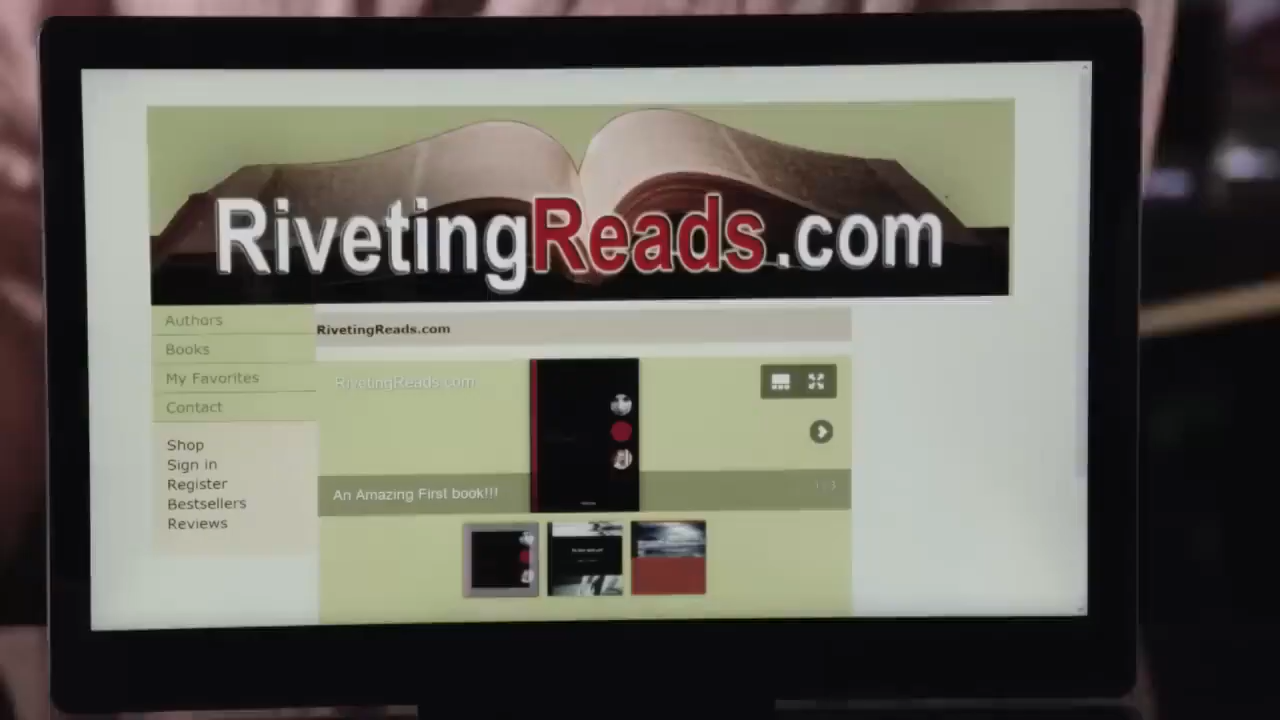 RivetingReads.com
Authors
Books
My Favorites
Contact
Shop
Sign in
Register
Bestsellers
Reviews
RivetingReads.com
RivetingReads.com
An Amazing First book!!!